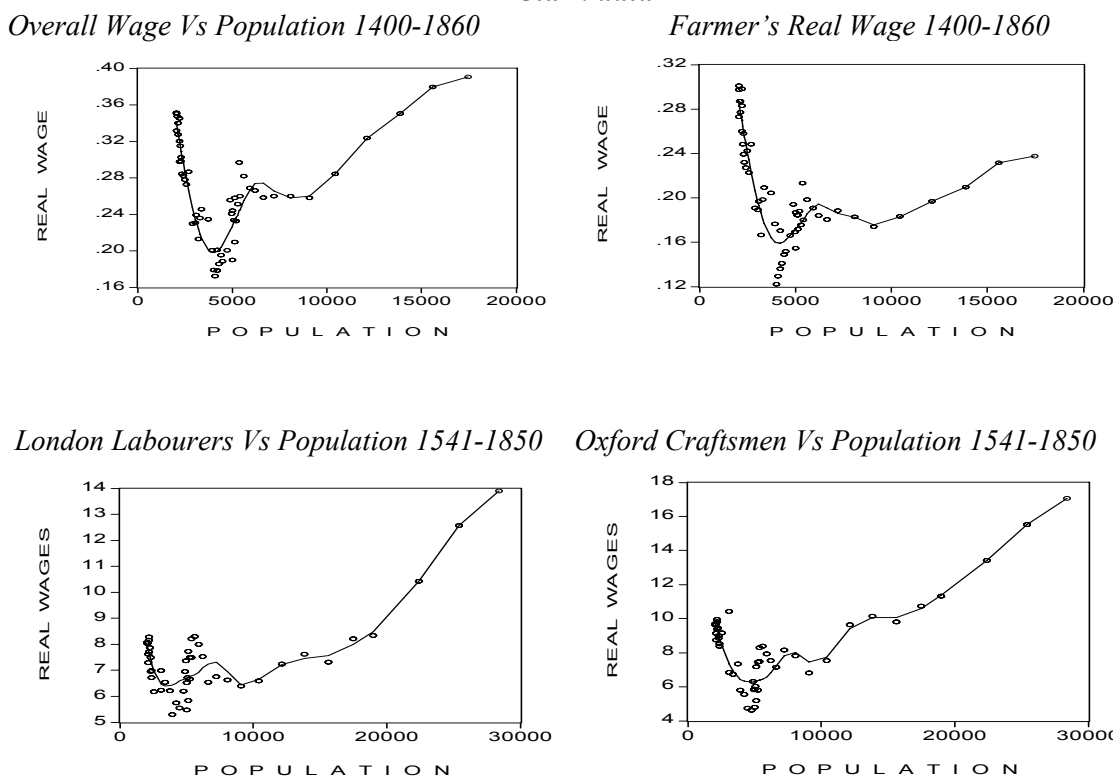 Overall Wage Vs Population 1400-1860
.40
.36
.32
.28
.24
.20
.16
REAL WAGE
0 5000 10000 15000 20000
POPULATION
Farmer's Real Wage 1400-1860
.32
.28
.24
.20
.16
.12
REAL WAGE
0 5000 10000 15000 20000
POPULATION
London Labourers Vs Population 1541-1850
14
13
12
11
10
9
8
7
6
5
REAL WAGES
0 10000 20000 30000
POPULATION
Oxford Craftsmen Vs Population 1541-1850
18
16
14
12
10
8
6
4
REAL WAGES
0 10000 20000 30000
POPULATION